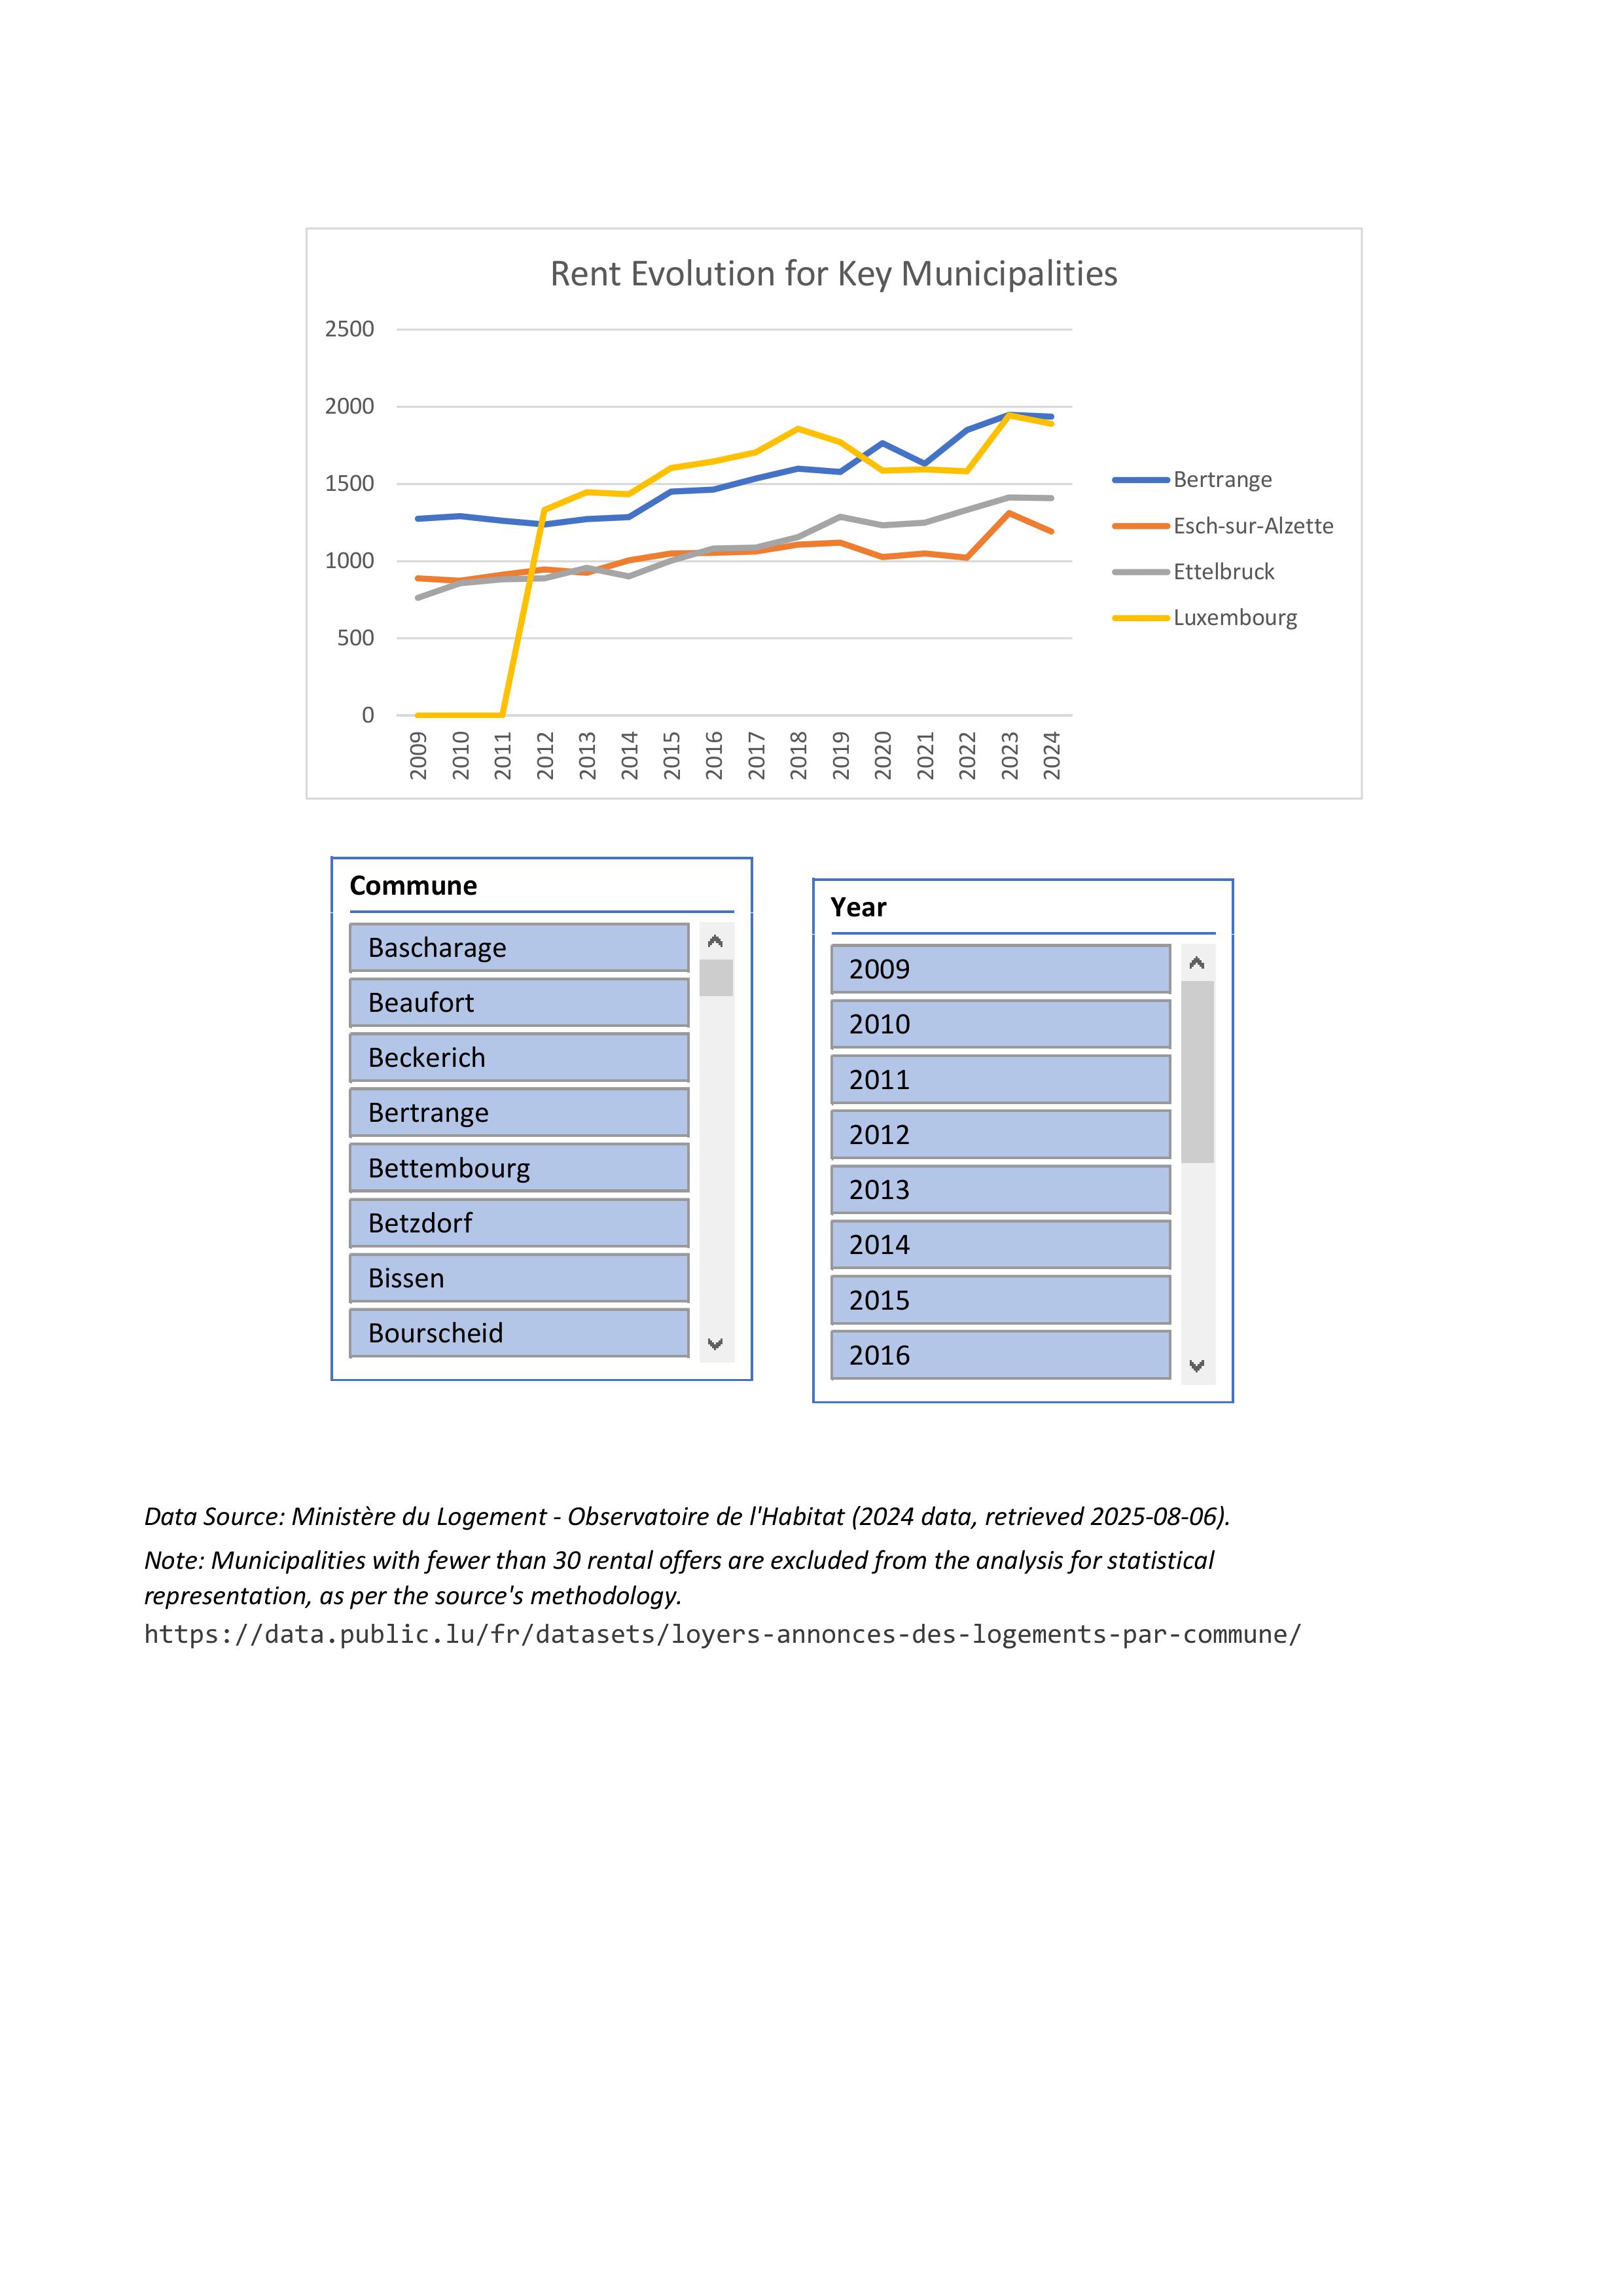 Rent Evolution for Key Municipalities
2500
2000
1500
1000
500
0
2009
2010
2011
2012
2013
2014
2015
2016
2017
2018
2019
2020
2021
2022
2023
2024
Bertrange
Esch-sur-Alzette
Ettelbruck
Luxembourg
Commune
Bascharage
Beaufort
Beckerich
Bertrange
Bettembourg
Betzdorf
Bissen
Bourscheid
Year
2009
2010
2011
2012
2013
2014
2015
2016
Data Source: Ministère du Logement - Observatoire de l'Habitat (2024 data, retrieved 2025-08-06).
Note: Municipalities with fewer than 30 rental offers are excluded from the analysis for statistical
representation, as per the source's methodology.
https://data.public.lu/fr/datasets/loyers-annonces-des-logements-par-commune/